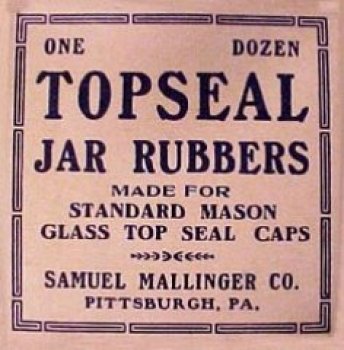 ONE DOZEN
TOPSEAL
JAR RUBBERS
MADE FOR
STANDARD MASON
GLASS TOP SEAL CAPS
SAMUEL MALLINGER CO.
PITTSBURGH, PA.